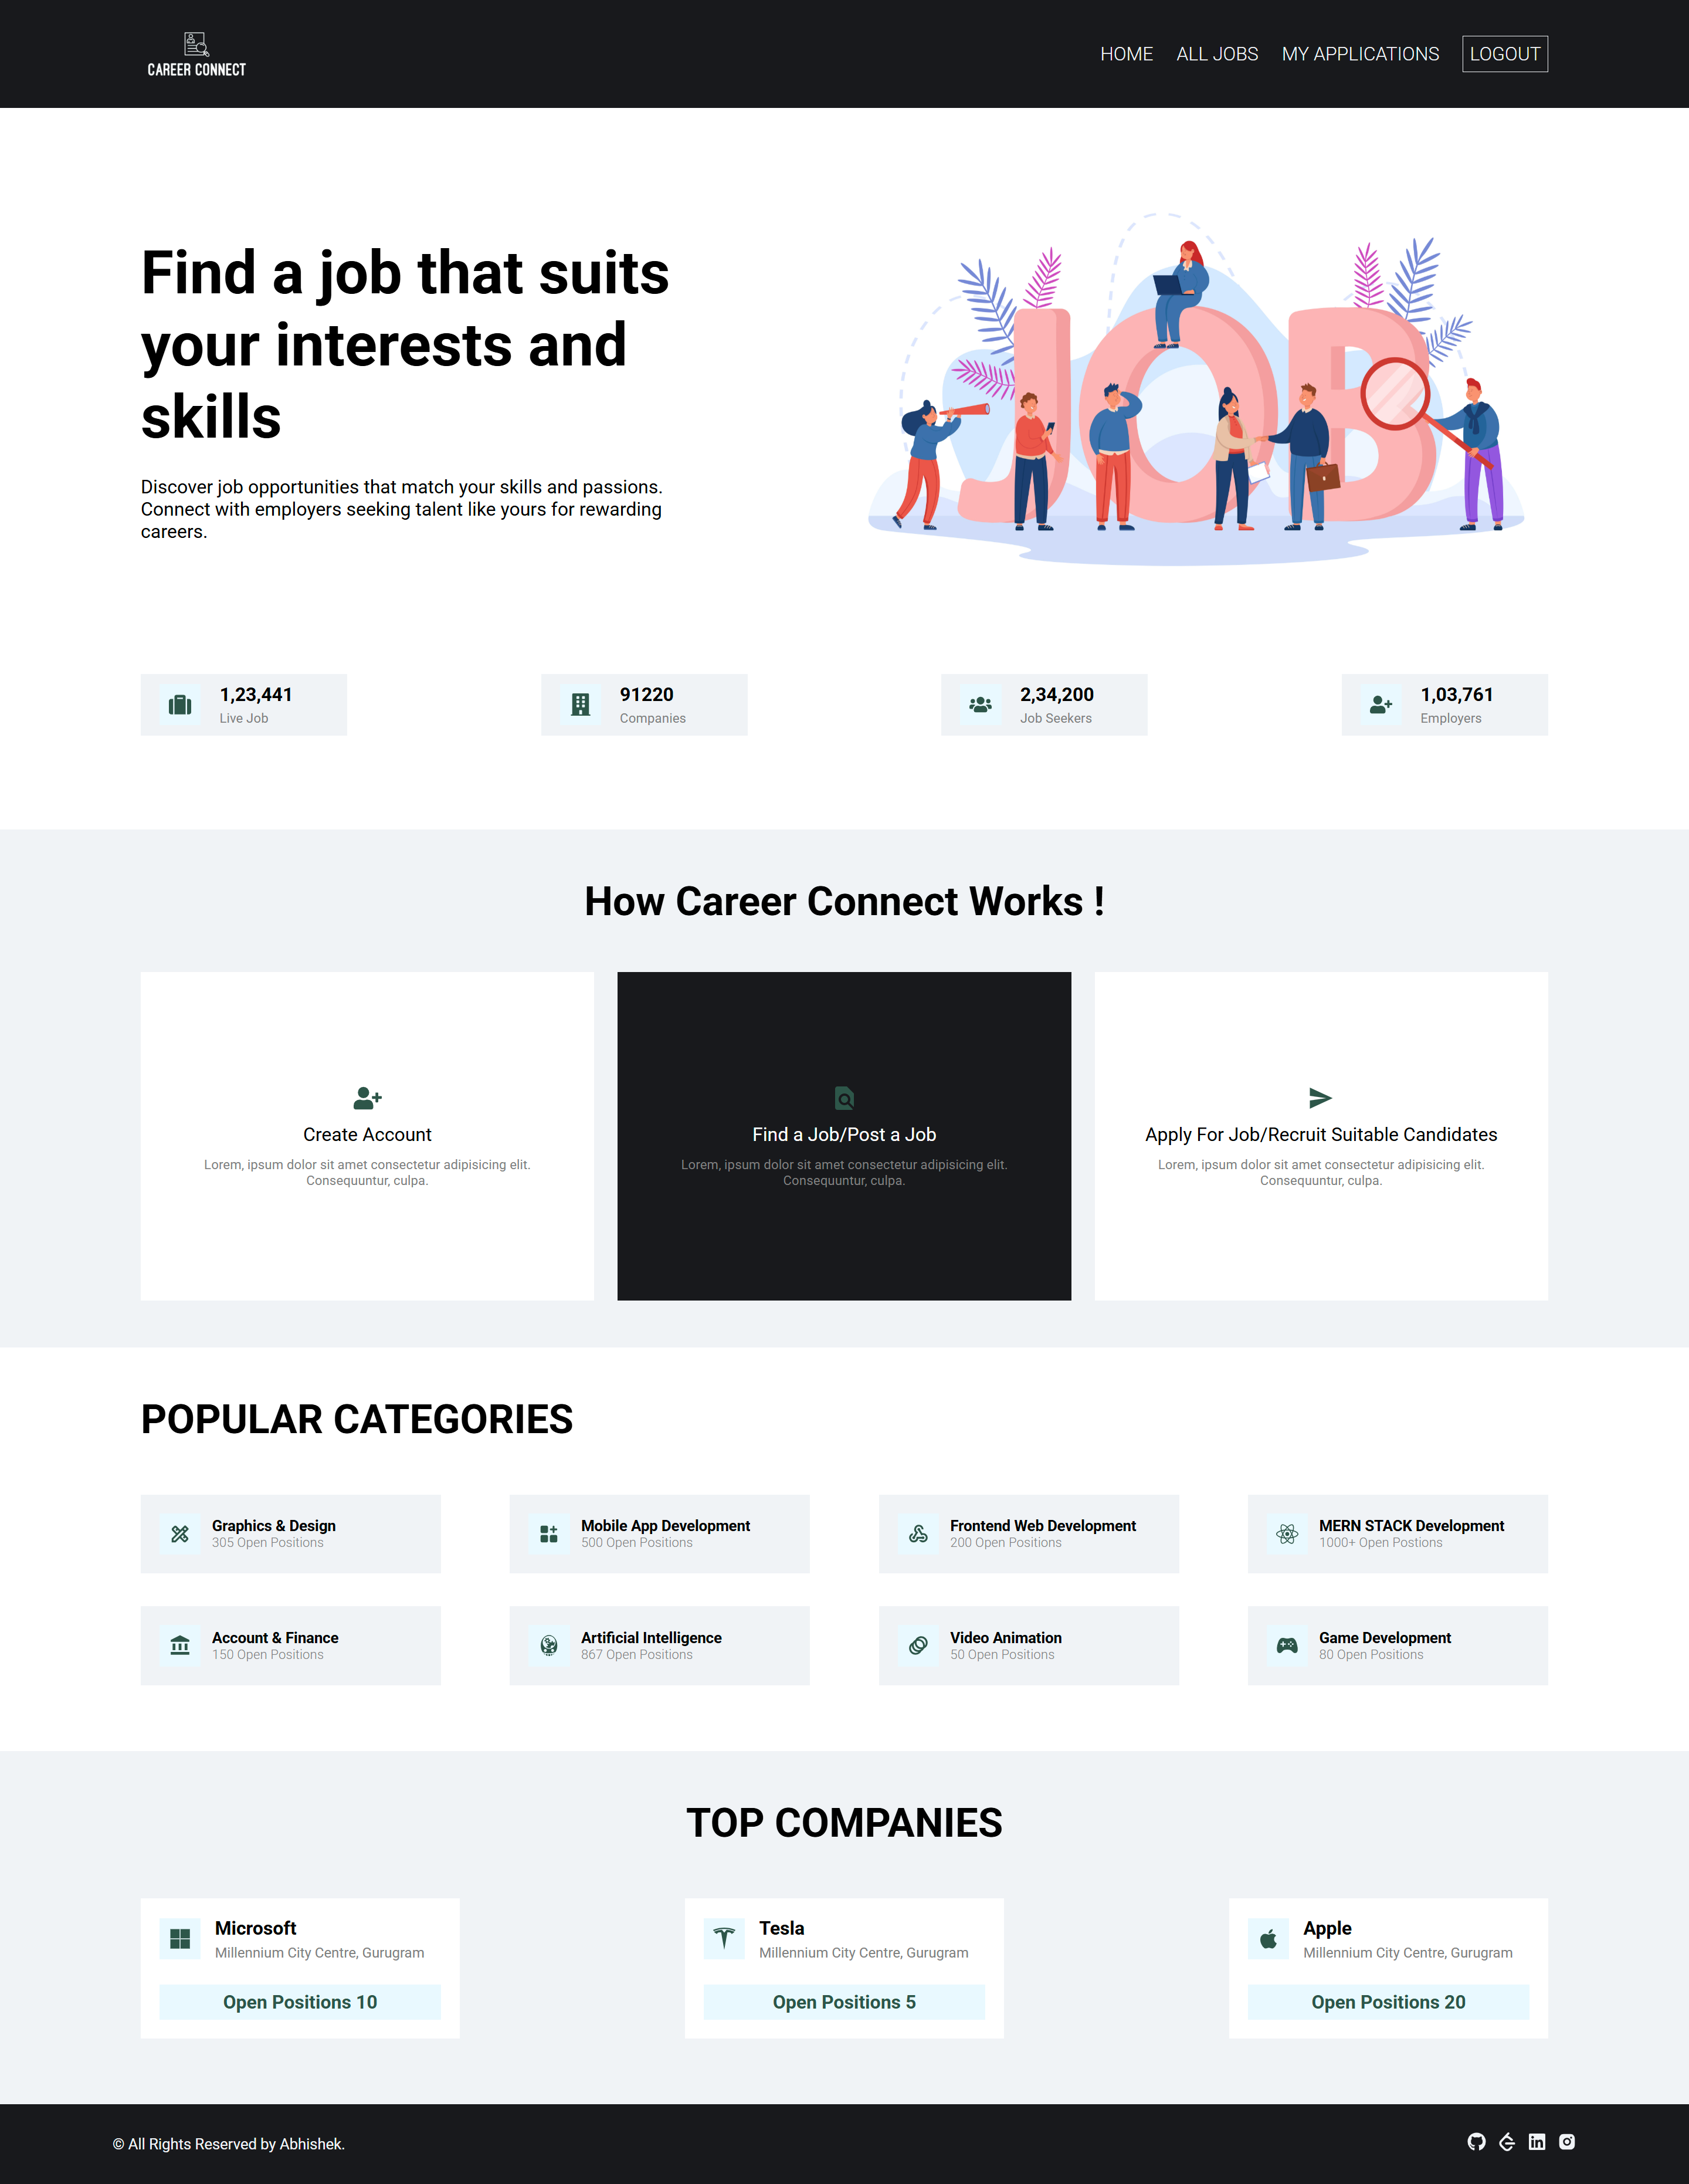 CAREER CONNECT
HOME ALL JOBS MY APPLICATIONS LOGOUT
Find a job that suits
your interests and
skills
Discover job opportunities that match your skills and passions.
Connect with employers seeking talent like yours for rewarding
careers.
JOB
1,23,441
Live Job
91220
Companies
2,34,200
Job Seekers
1,03,761
Employers
How Career Connect Works !
Create Account
Lorem, ipsum dolor sit amet consectetur adipisicing elit.
Consequuntur, culpa.
Find a Job/Post a Job
Lorem, ipsum dolor sit amet consectetur adipisicing elit.
Consequuntur, culpa.
Apply For Job/Recruit Suitable Candidates
Lorem, ipsum dolor sit amet consectetur adipisicing elit.
Consequuntur, culpa.
POPULAR CATEGORIES
Graphics & Design
305 Open Positions
Mobile App Development
500 Open Positions
Frontend Web Development
200 Open Positions
MERN STACK Development
1000+ Open Postions
Account & Finance
150 Open Positions
Artificial Intelligence
867 Open Positions
Video Animation
50 Open Positions
Game Development
80 Open Positions
TOP COMPANIES
Microsoft
Millennium City Centre, Gurugram
Open Positions 10
Tesla
Millennium City Centre, Gurugram
Open Positions 5
Apple
Millennium City Centre, Gurugram
Open Positions 20
© All Rights Reserved by Abhishek.